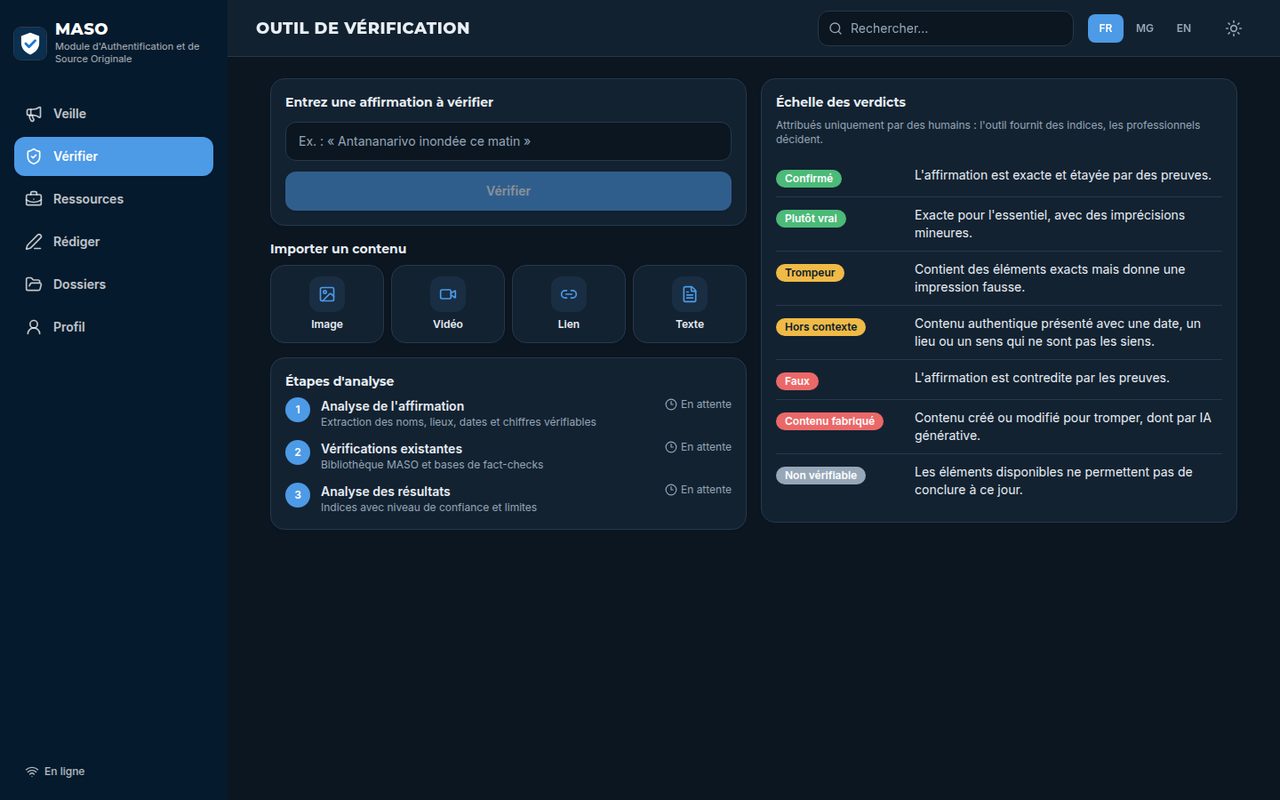 MASO
Module d'Authentification et de
Source Originale
Veille
Vérifier
Ressources
Rédiger
Dossiers
Profil
En ligne
OUTIL DE VÉRIFICATION
Rechercher...
FR
MG
EN
Entrez une affirmation à vérifier
Ex. : « Antananarivo inondée ce matin »
Vérifier
Importer un contenu
Image
Vidéo
Lien
Texte
Étapes d'analyse
1
Analyse de l'affirmation
En attente
Extraction des noms, lieux, dates et chiffres vérifiables
2
Vérifications existantes
En attente
Bibliothèque MASO et bases de fact-checks
3
Analyse des résultats
En attente
Indices avec niveau de confiance et limites
Échelle des verdicts
Attribués uniquement par des humains : l'outil fournit des indices, les professionnels
décident.
Confirmé
L'affirmation est exacte et étayée par des preuves.
Plutôt vrai
Exacte pour l'essentiel, avec des imprécisions
mineures.
Trompeur
Contient des éléments exacts mais donne une
impression fausse.
Hors contexte
Contenu authentique présenté avec une date, un
lieu ou un sens qui ne sont pas les siens.
Faux
L'affirmation est contredite par les preuves.
Contenu fabriqué
Contenu créé ou modifié pour tromper, dont par IA
générative.
Non vérifiable
Les éléments disponibles ne permettent pas de
conclure à ce jour.